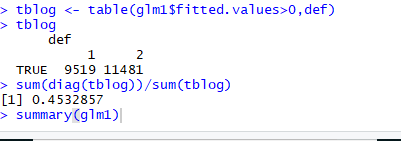 > tblog <- table(glm1$fitted.values>0,def)
> tblog
def
1 2
TRUE 9519 11481
> sum(diag(tblog))/sum(tblog)
[1] 0.4532857
> summary(glm1)